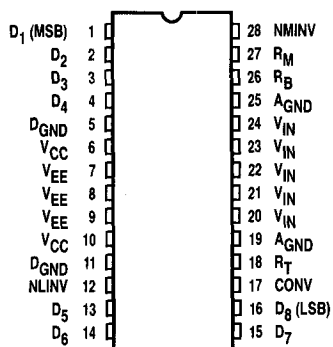 D1 (MSB) 1 28 NMINV
D2 2 27 RM
D3 3 26 RB
D4 4 25 AGND
DGND 5 24 VIN
VCC 6 23 VIN
VEE 7 22 VIN
VEE 8 21 VIN
VEE 9 20 VIN
VCC 10 19 AGND
DGND 11 18 RT
NLINV 12 17 CONV
D5 13 16 D8 (LSB)
D6 14 15 D7